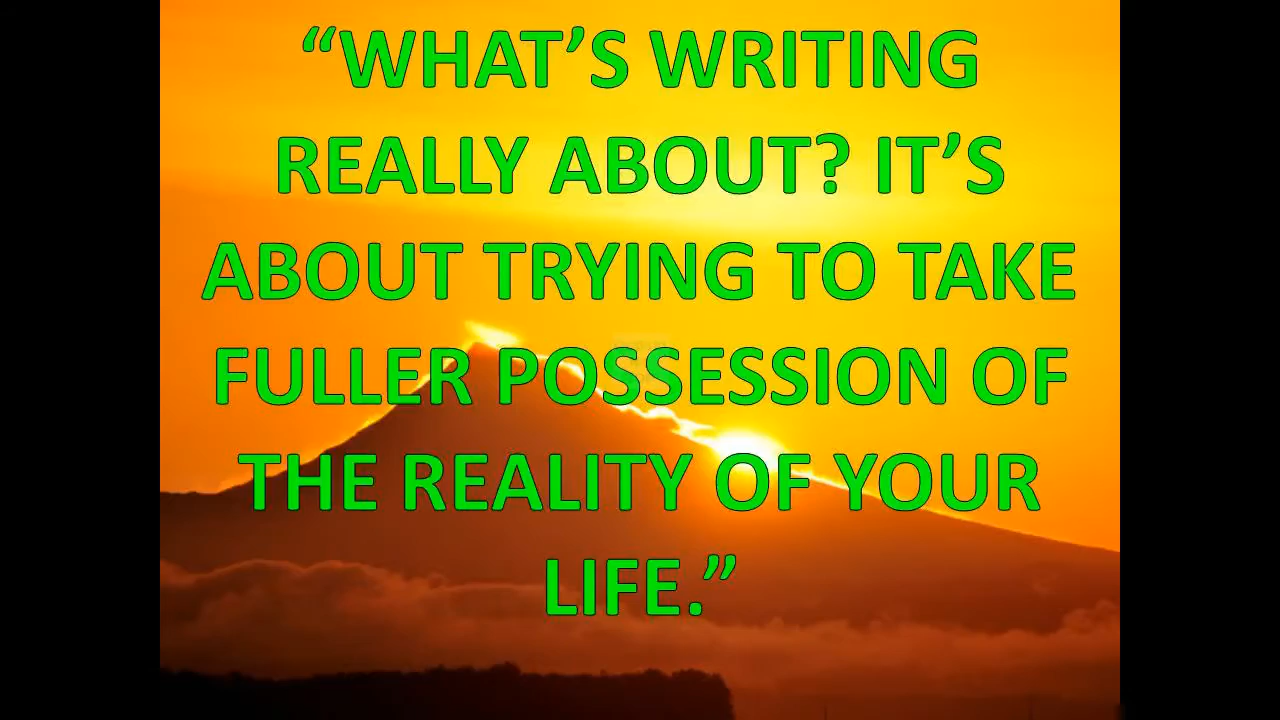 “WHAT’S WRITING
REALLY ABOUT? IT’S
ABOUT TRYING TO TAKE
FULLER POSSESSION OF
THE REALITY OF YOUR
LIFE.”